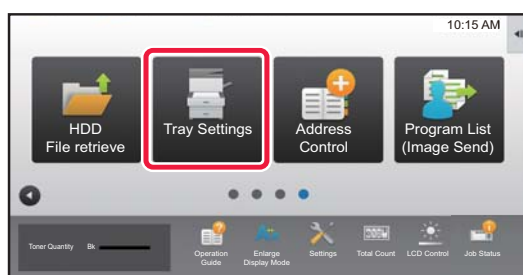 10:15 AM
HDD
File retrieve
Tray Settings
Address
Control
Program List
(Image Send)
Toner Quantity Bk
Operation
Guide
Enlarge
Display Mode
Settings
Total Count
LCD Control
Job Status